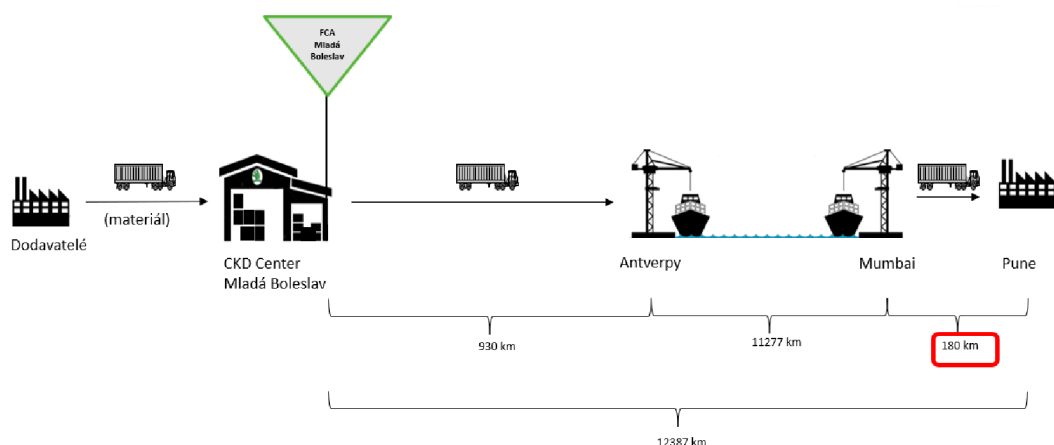 FCA
Mladá
Boleslav
(materiál)
Dodavatelé
CKD Center
Mladá Boleslav
Antverpy
Mumbai
Pune
930 km
11277 km
180 km
12387 km